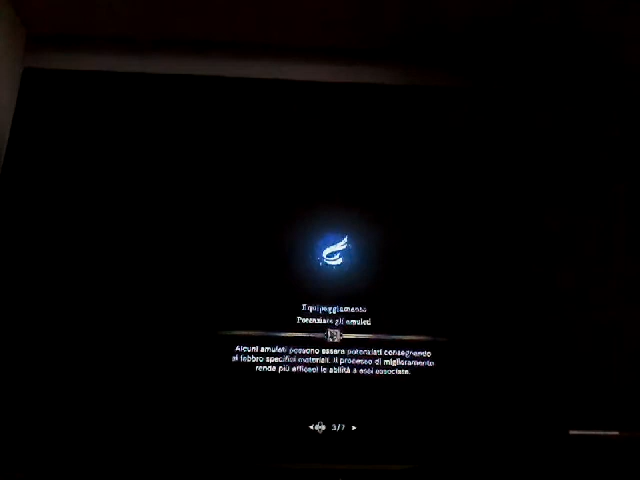 Equipaggiamento
Potenziare gli amuleti
Alcuni amuleti possono essere potenziati consegnando
al fabbro specifici materiali. Il processo di miglioramento
rende più efficaci le abilità a essi associate.
3/7